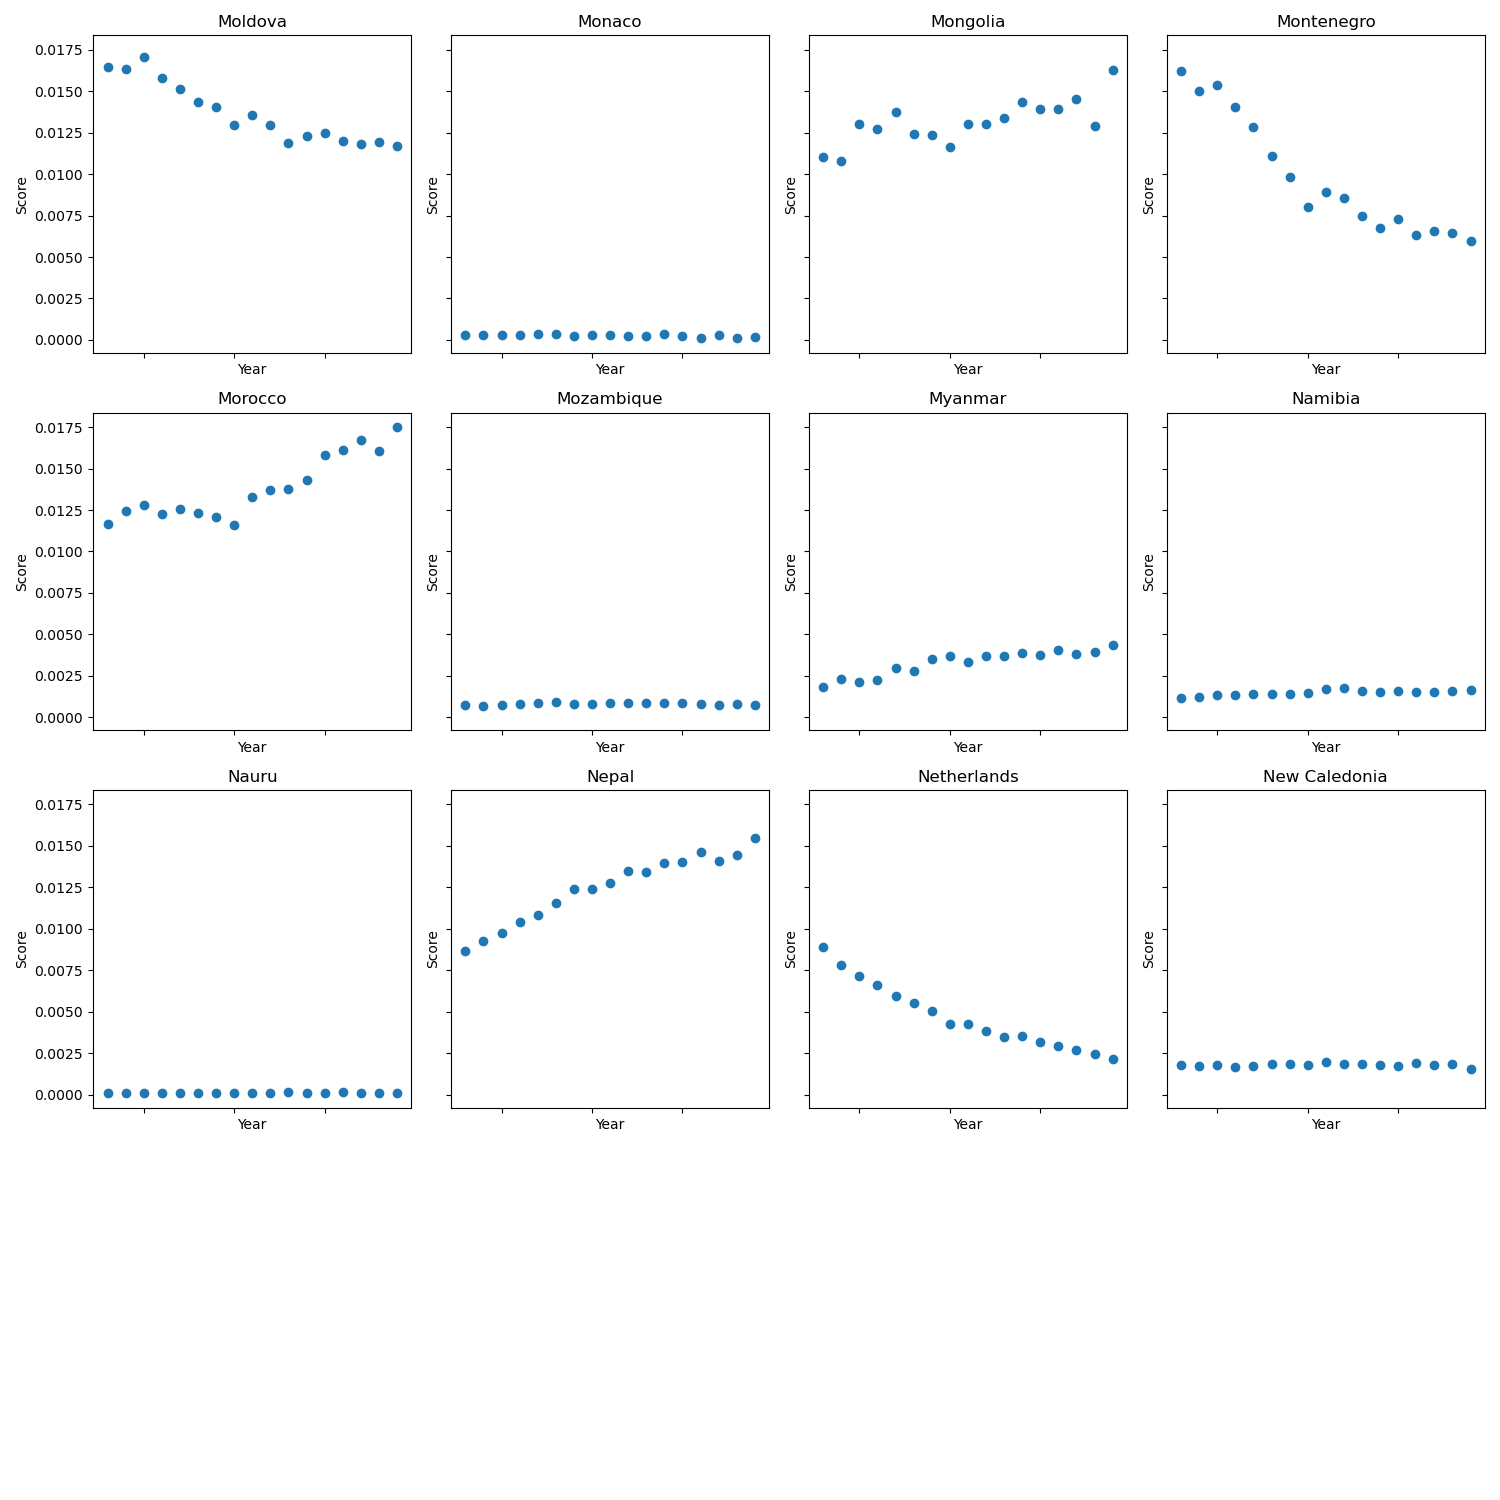 Moldova
Monaco
Mongolia
Montenegro
0.0175
0.0150
0.0125
0.0100
0.0075
0.0050
0.0025
0.0000
Score
Score
Score
Score
Year
Year
Year
Year
Morocco
Mozambique
Myanmar
Namibia
0.0175
0.0150
0.0125
0.0100
0.0075
0.0050
0.0025
0.0000
Score
Score
Score
Score
Year
Year
Year
Year
Nauru
Nepal
Netherlands
New Caledonia
0.0175
0.0150
0.0125
0.0100
0.0075
0.0050
0.0025
0.0000
Score
Score
Score
Score
Year
Year
Year
Year